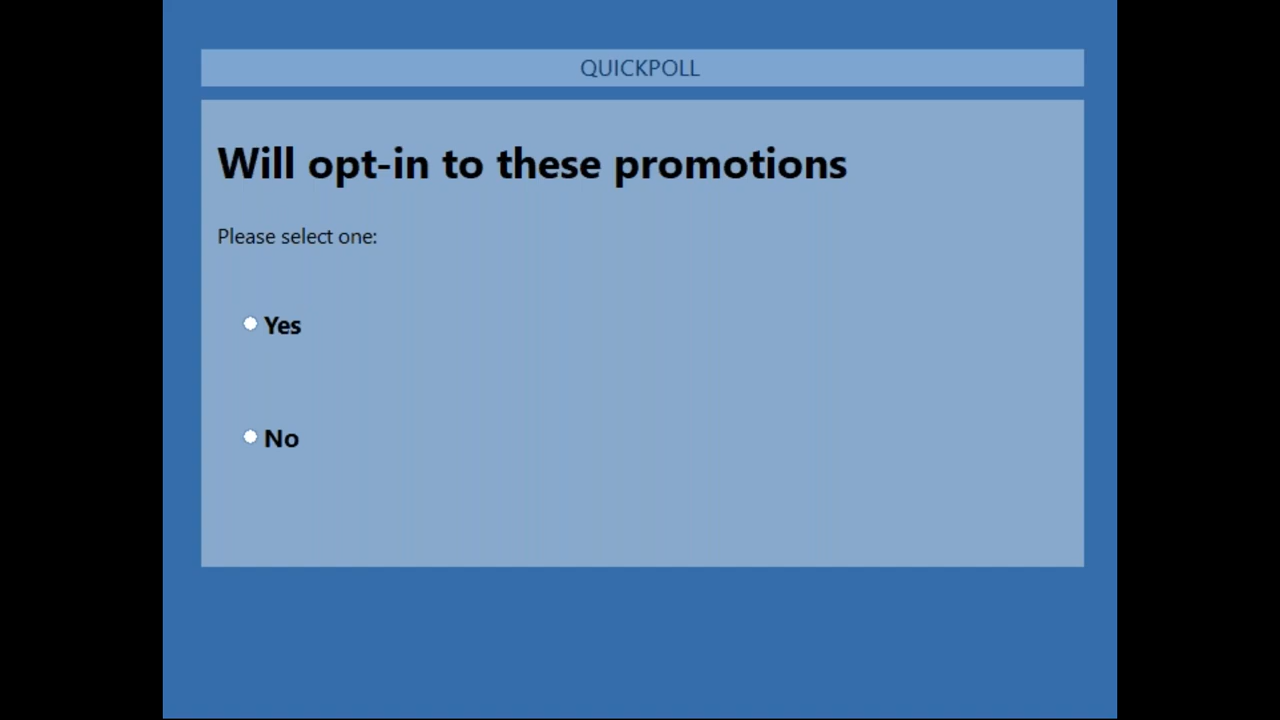 QUICKPOLL
Will opt-in to these promotions
Please select one:
Yes
No